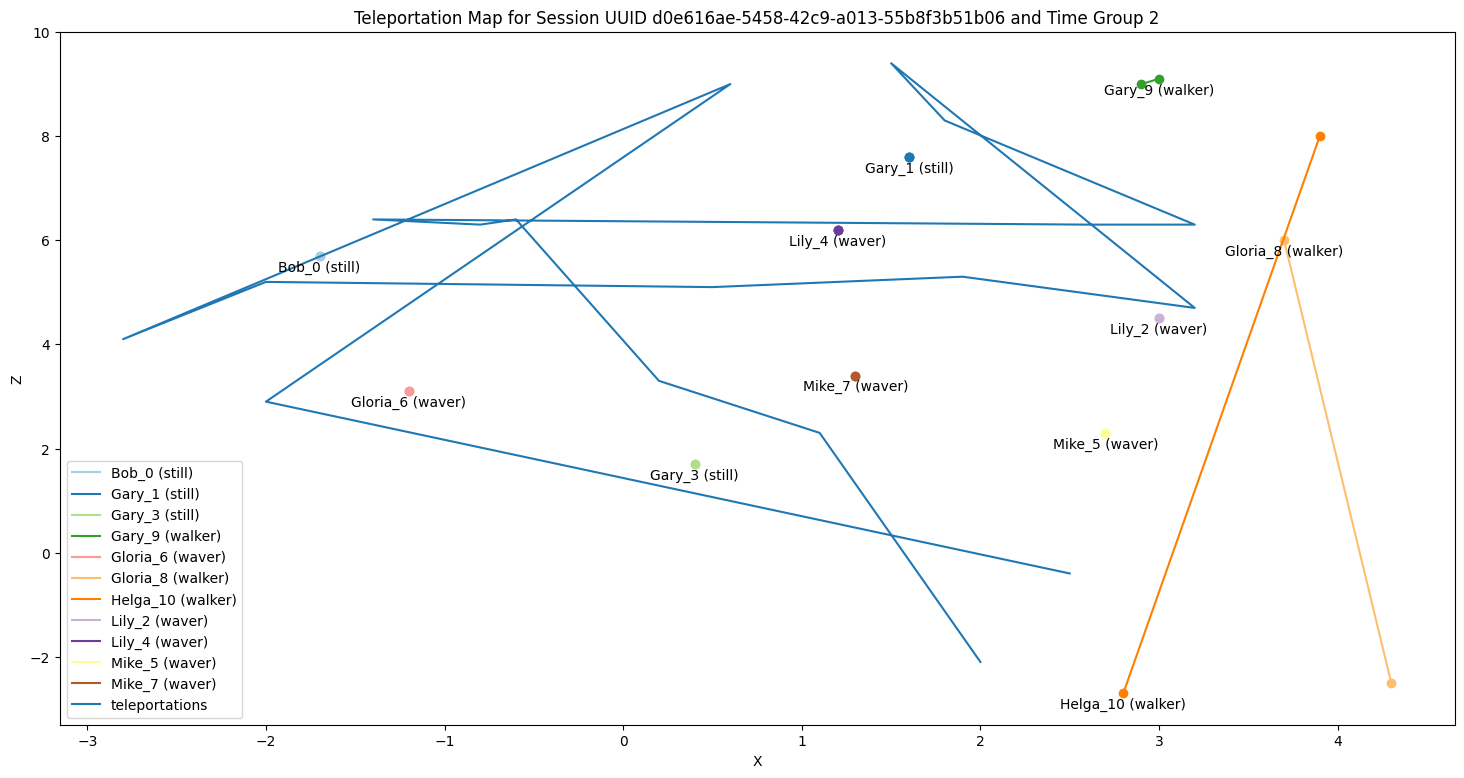 Teleportation Map for Session UUID d0e616ae-5458-42c9-a013-55b8f3b51b06 and Time Group 2
10
8
6
4
2
0
−2
Z
Gary_9 (walker)
Gary_1 (still)
Lily_4 (waver)
Gloria_8 (walker)
Bob_0 (still)
Lily_2 (waver)
Mike_7 (waver)
Gloria_6 (waver)
Mike_5 (waver)
Gary_3 (still)
Helga_10 (walker)
Bob_0 (still)
Gary_1 (still)
Gary_3 (still)
Gary_9 (walker)
Gloria_6 (waver)
Gloria_8 (walker)
Helga_10 (walker)
Lily_2 (waver)
Lily_4 (waver)
Mike_5 (waver)
Mike_7 (waver)
teleportations
−3 −2 −1 0 1 2 3 4
X